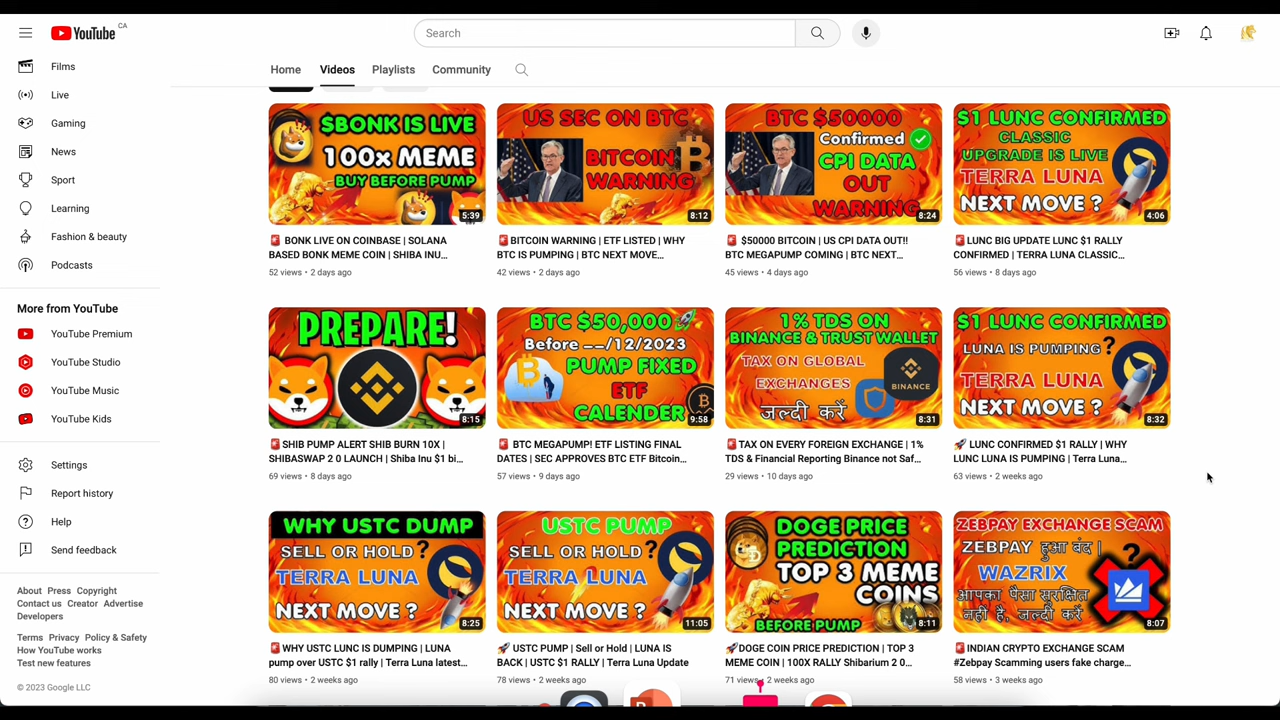 YouTube CA
Search
Films
Live
Gaming
News
Sport
Learning
Fashion & beauty
Podcasts
More from YouTube
YouTube Premium
YouTube Studio
YouTube Music
YouTube Kids
Settings
Report history
Help
Send feedback
About Press Copyright
Contact us Creator Advertise
Developers
Terms Privacy Policy & Safety
How YouTube works
Test new features
© 2023 Google LLC
Home Videos Playlists Community
$BONK IS LIVE
100x MEME
BUY BEFORE PUMP
5:39
🚨 BONK LIVE ON COINBASE | SOLANA
BASED BONK MEME COIN | SHIBA INU...
52 views • 2 days ago
US SEC ON BTC
BITCOIN
WARNING
8:12
🚨BITCOIN WARNING | ETF LISTED | WHY
BTC IS PUMPING | BTC NEXT MOVE...
42 views • 2 days ago
BTC $50000
Confirmed
CPI DATA
OUT
WARNING
8:24
🚨 $50000 BITCOIN | US CPI DATA OUT!!
BTC MEGAPUMP COMING | BTC NEXT...
45 views • 4 days ago
$1 LUNC CONFIRMED
CLASSIC
UPGRADE IS LIVE
TERRA LUNA
NEXT MOVE ?
4:06
🚨LUNC BIG UPDATE LUNC $1 RALLY
CONFIRMED | TERRA LUNA CLASSIC...
56 views • 8 days ago
PREPARE!
8:15
🚨SHIB PUMP ALERT SHIB BURN 10X |
SHIBASWAP 2 0 LAUNCH | Shiba Inu $1 bi...
69 views • 8 days ago
BTC $50,000🚀
Before --/12/2023
PUMP FIXED
ETF
CALENDER
9:58
🚨 BTC MEGAPUMP! ETF LISTING FINAL
DATES | SEC APPROVES BTC ETF Bitcoin...
57 views • 9 days ago
1% TDS ON
BINANCE & TRUST WALLET
TAX ON GLOBAL
EXCHANGES
BINANCE
जल्दी करें
8:31
🚨TAX ON EVERY FOREIGN EXCHANGE | 1%
TDS & Financial Reporting Binance not Saf...
29 views • 10 days ago
$1 LUNC CONFIRMED
LUNA IS PUMPING?
TERRA LUNA
NEXT MOVE ?
8:32
🚀 LUNC CONFIRMED $1 RALLY | WHY
LUNC LUNA IS PUMPING | Terra Luna...
63 views • 2 weeks ago
WHY USTC DUMP
SELL OR HOLD ?
TERRA LUNA
NEXT MOVE ?
8:25
🚨WHY USTC LUNC IS DUMPING | LUNA
pump over USTC $1 rally | Terra Luna latest...
80 views • 2 weeks ago
USTC PUMP
SELL OR HOLD ?
TERRA LUNA
NEXT MOVE ?
11:05
🚀 USTC PUMP | Sell or Hold | LUNA IS
BACK | USTC $1 RALLY | Terra Luna Update
78 views • 2 weeks ago
DOGE PRICE
PREDICTION
TOP 3 MEME
COINS
BEFORE PUMP
8:11
🚀DOGE COIN PRICE PREDICTION | TOP 3
MEME COIN | 100X RALLY Shibarium 2 0...
71 views • 2 weeks ago
ZEBPAY EXCHANGE SCAM
ZEBPAY हुआ बंद |
WAZRIX
आपका पैसा सुरक्षित
नहीं है, जल्दी करें
?
8:07
🚨INDIAN CRYPTO EXCHANGE SCAM
#Zebpay Scamming users fake charge...
58 views • 3 weeks ago